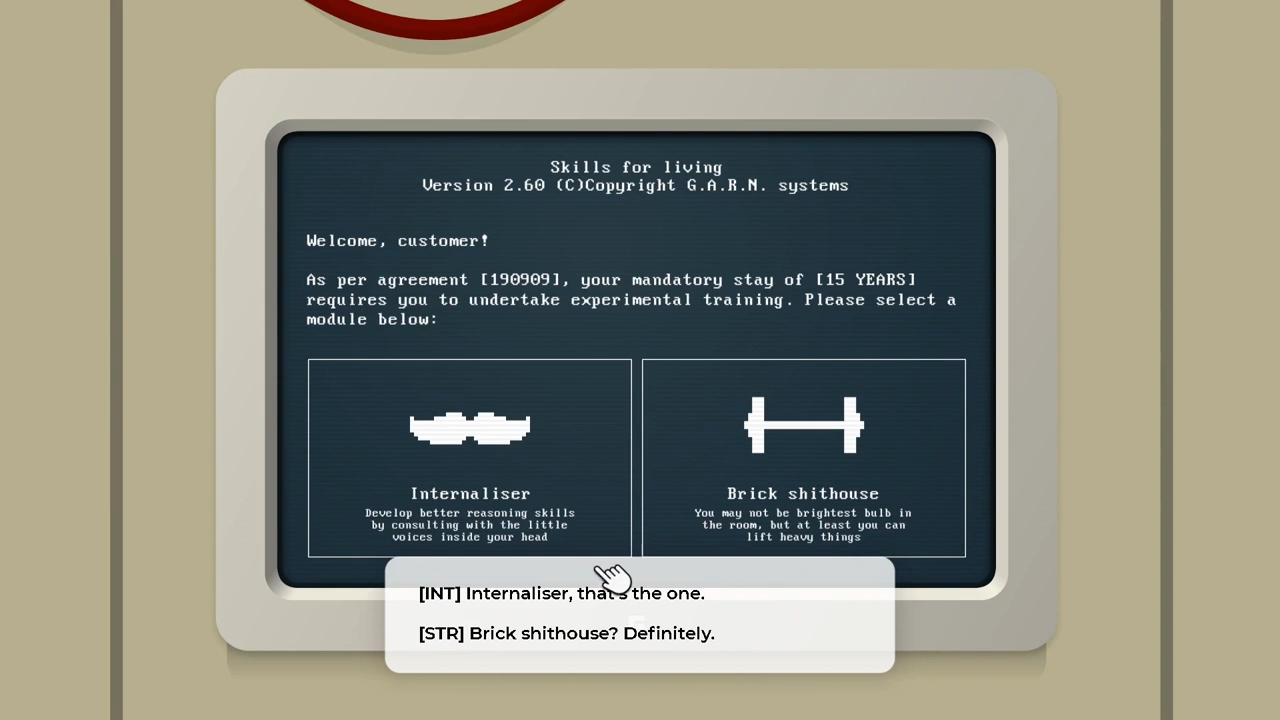 Skills for living
Version 2.60 (C)Copyright G.A.R.N. systems
Welcome, customer!
As per agreement [190909], your mandatory stay of [15 YEARS]
requires you to undertake experimental training. Please select a
module below:
Internaliser
Develop better reasoning skills
by consulting with the little
voices inside your head
Brick shithouse
You may not be brightest bulb in
the room, but at least you can
lift heavy things
[INT] Internaliser, that's the one.
[STR] Brick shithouse? Definitely.